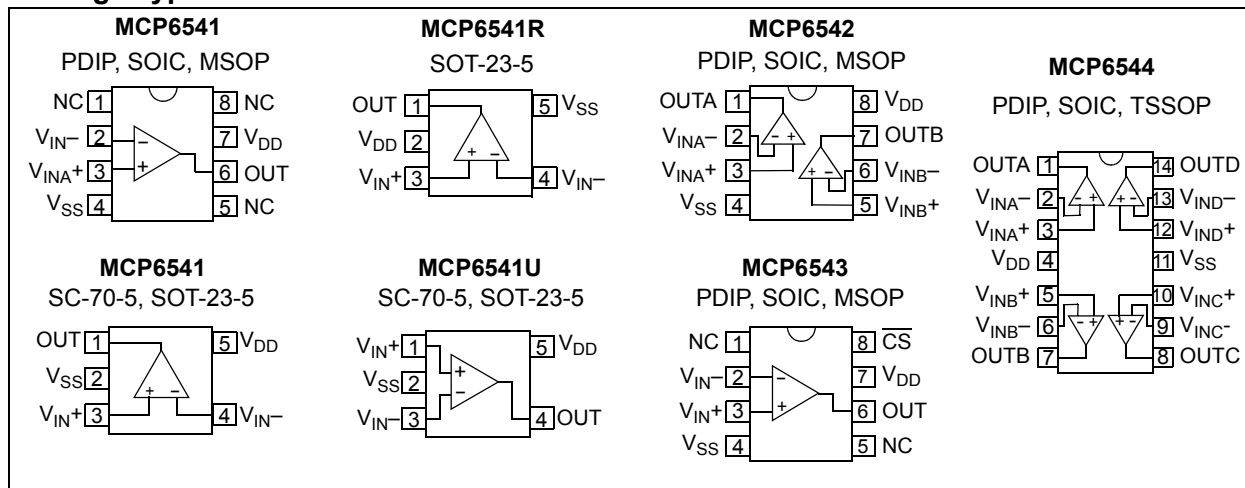 MCP6541
PDIP, SOIC, MSOP
NC 1
8 NC
VIN– 2
7 VDD
VINA+ 3
6 OUT
VSS 4
5 NC
– +
MCP6541R
SOT-23-5
OUT 1
5 VSS
VDD 2
VIN+ 3
4 VIN–
+ –
MCP6542
PDIP, SOIC, MSOP
OUTA 1
8 VDD
VINA– 2
7 OUTB
VINA+ 3
6 VINB–
VSS 4
5 VINB+
- +
+ -
MCP6544
PDIP, SOIC, TSSOP
OUTA 1
14 OUTD
VINA– 2
13 VIND–
VINA+ 3
12 VIND+
VDD 4
11 VSS
VINB+ 5
10 VINC+
VINB– 6
9 VINC-
OUTB 7
8 OUTC
- +
+ -
- +
+ -
MCP6541
SC-70-5, SOT-23-5
OUT 1
5 VDD
VSS 2
VIN+ 3
4 VIN–
+ –
MCP6541U
SC-70-5, SOT-23-5
VIN+ 1
5 VDD
VSS 2
VIN– 3
4 OUT
+
–
MCP6543
PDIP, SOIC, MSOP
NC 1
8 C̅S̅
VIN– 2
7 VDD
VIN+ 3
6 OUT
VSS 4
5 NC
–
+